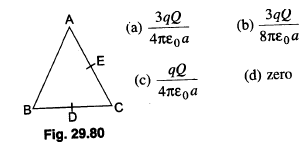 A
E
B
D
C
Fig. 29.80
(a) 3qQ / 4πε₀a
(b) 3qQ / 8πε₀a
(c) qQ / 4πε₀a
(d) zero